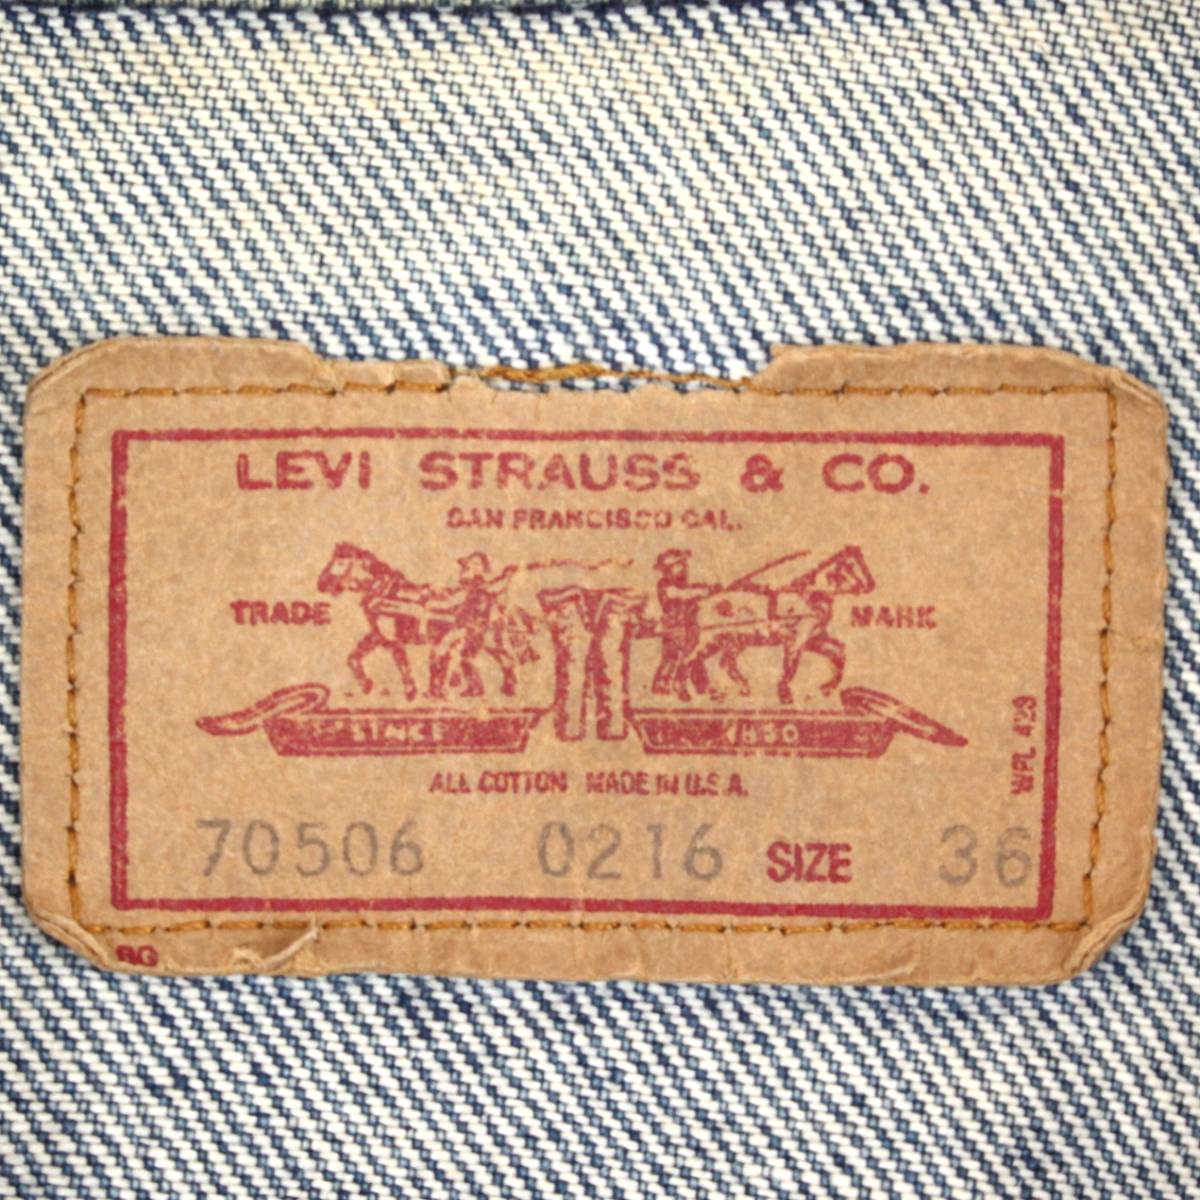 LEVI STRAUSS & CO.
SAN FRANCISCO CAL.
TRADE MARK
SINCE 1850
ALL COTTON MADE IN U.S.A.
WPL 423
70506 0216 SIZE 36